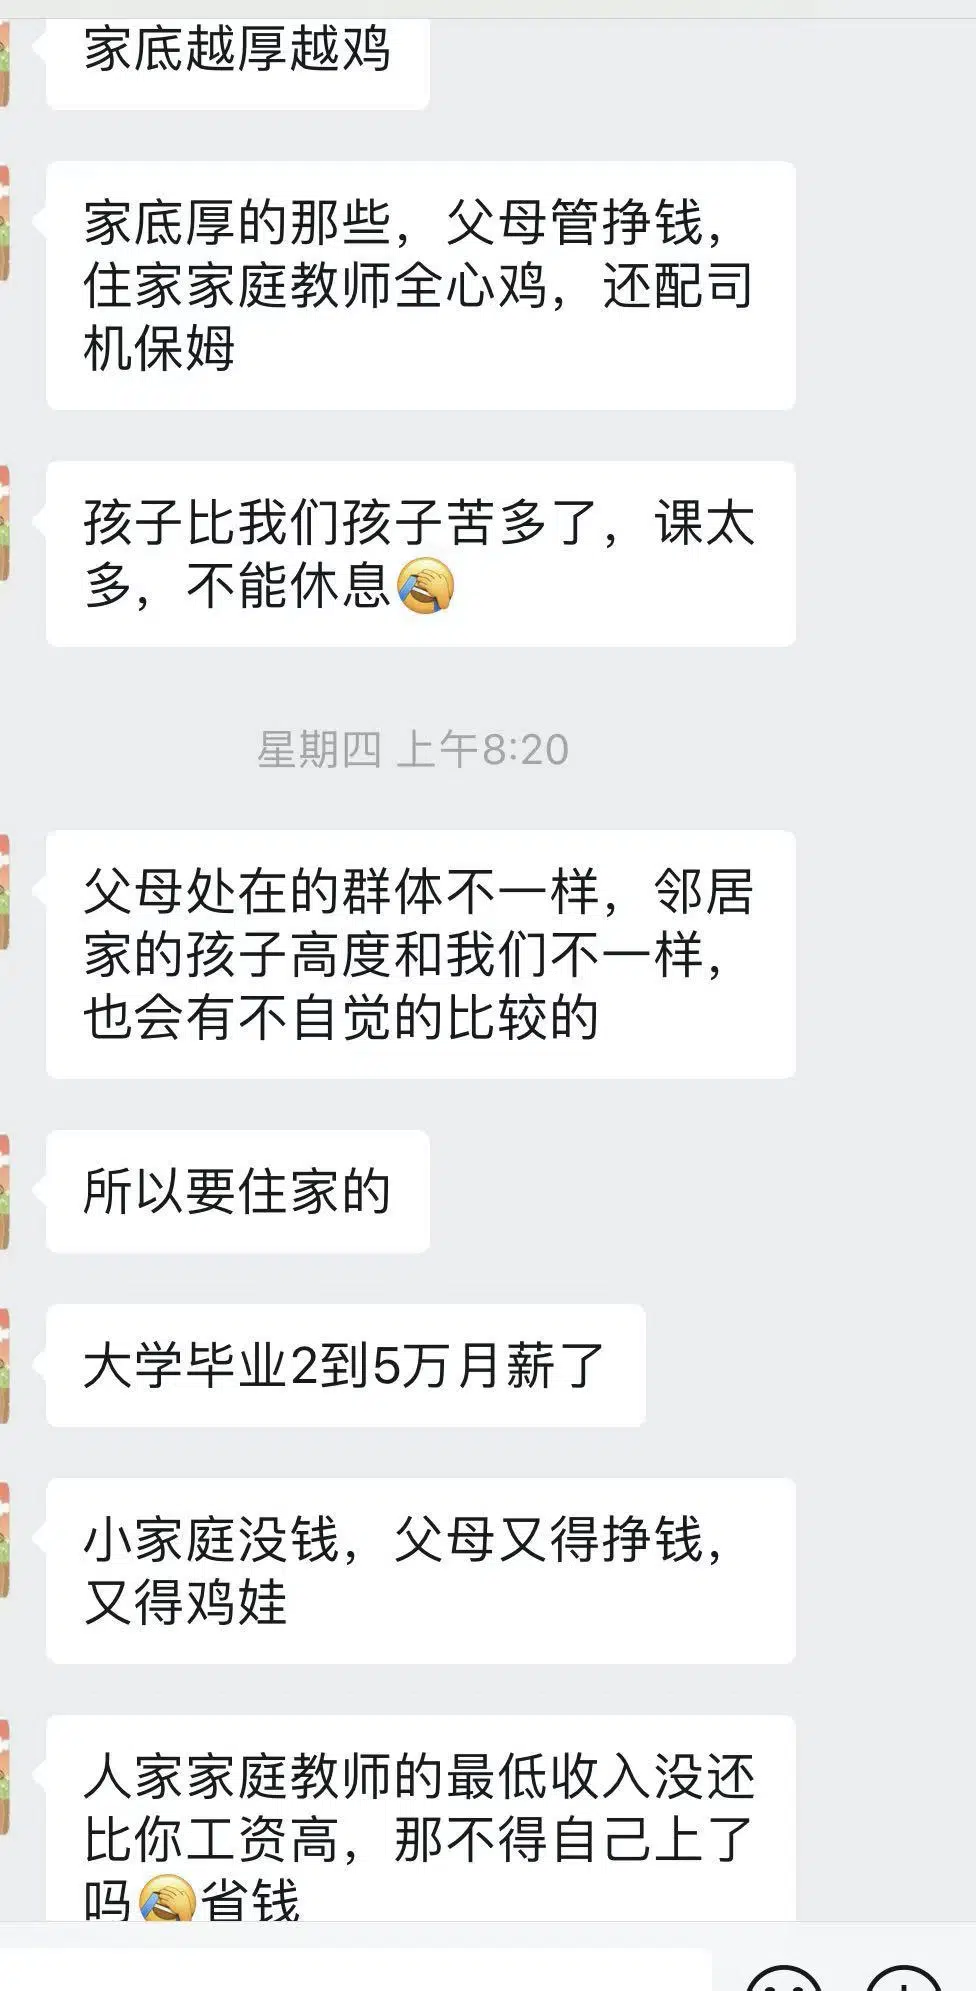 家底越厚越鸡
家底厚的那些，父母管挣钱，
住家家庭教师全心鸡，还配司
机保姆
孩子比我们孩子苦多了，课太
多，不能休息🤦
星期四 上午8:20
父母处在的群体不一样，邻居
家的孩子高度和我们不一样，
也会有不自觉的比较的
所以要住家的
大学毕业2到5万月薪了
小家庭没钱，父母又得挣钱，
又得鸡娃
人家家庭教师的最低收入没还
比你工资高，那不得自己上了
吗🤦省钱